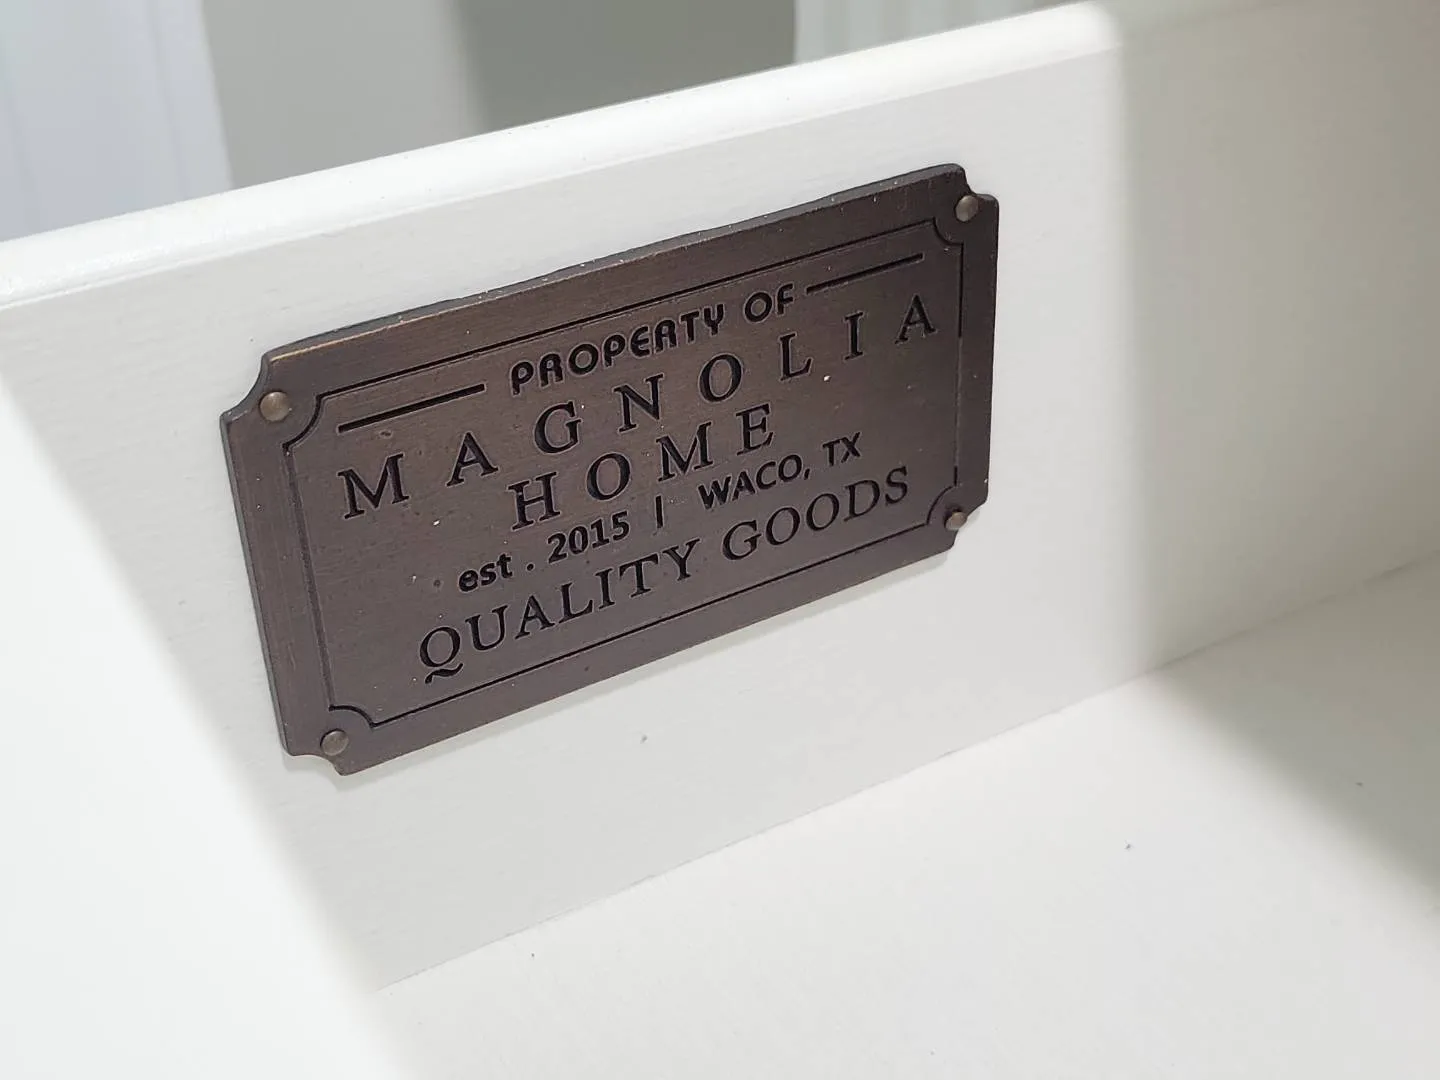 PROPERTY OF
MAGNOLIA
HOME
est. 2015 | WACO, TX
QUALITY GOODS